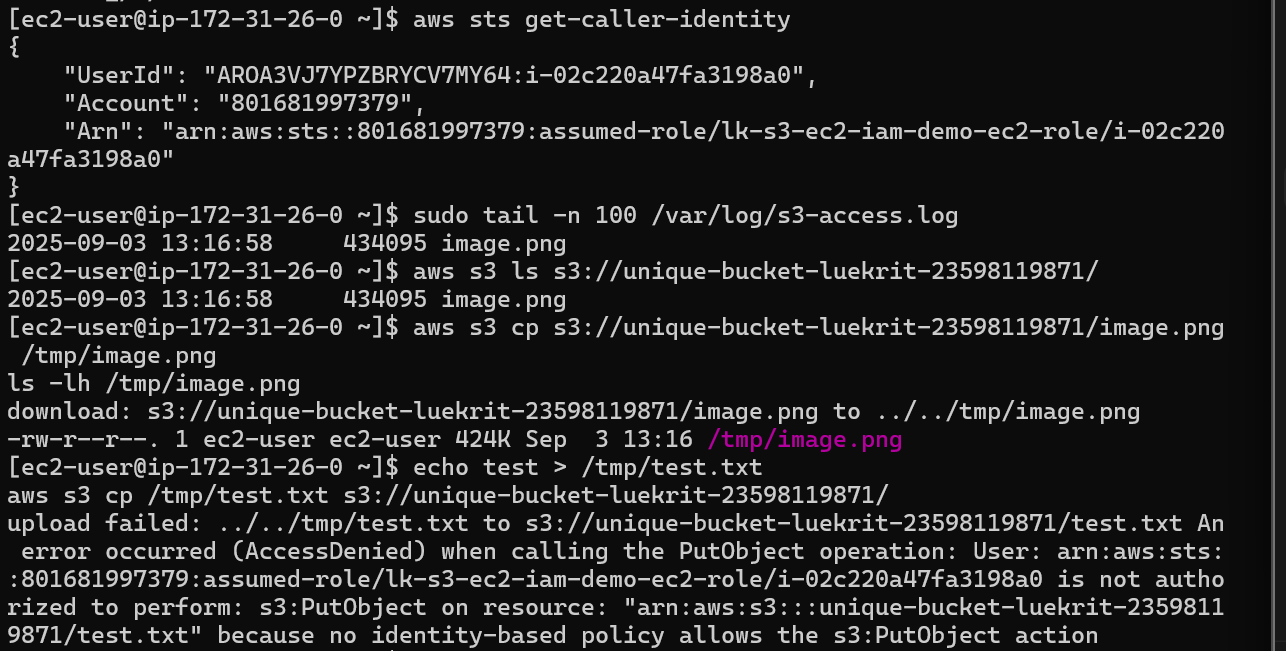 [ec2-user@ip-172-31-26-0 ~]$ aws sts get-caller-identity
{
    "UserId": "AROA3VJ7YPZBRYCV7MY64:i-02c220a47fa3198a0",
    "Account": "801681997379",
    "Arn": "arn:aws:sts::801681997379:assumed-role/lk-s3-ec2-iam-demo-ec2-role/i-02c220
a47fa3198a0"
}
[ec2-user@ip-172-31-26-0 ~]$ sudo tail -n 100 /var/log/s3-access.log
2025-09-03 13:16:58     434095 image.png
[ec2-user@ip-172-31-26-0 ~]$ aws s3 ls s3://unique-bucket-luekrit-23598119871/
2025-09-03 13:16:58     434095 image.png
[ec2-user@ip-172-31-26-0 ~]$ aws s3 cp s3://unique-bucket-luekrit-23598119871/image.png
 /tmp/image.png
ls -lh /tmp/image.png
download: s3://unique-bucket-luekrit-23598119871/image.png to ../../tmp/image.png
-rw-r--r--. 1 ec2-user ec2-user 424K Sep  3 13:16 /tmp/image.png
[ec2-user@ip-172-31-26-0 ~]$ echo test > /tmp/test.txt
aws s3 cp /tmp/test.txt s3://unique-bucket-luekrit-23598119871/
upload failed: ../../tmp/test.txt to s3://unique-bucket-luekrit-23598119871/test.txt An
 error occurred (AccessDenied) when calling the PutObject operation: User: arn:aws:sts:
:801681997379:assumed-role/lk-s3-ec2-iam-demo-ec2-role/i-02c220a47fa3198a0 is not autho
rized to perform: s3:PutObject on resource: "arn:aws:s3:::unique-bucket-luekrit-2359811
9871/test.txt" because no identity-based policy allows the s3:PutObject action